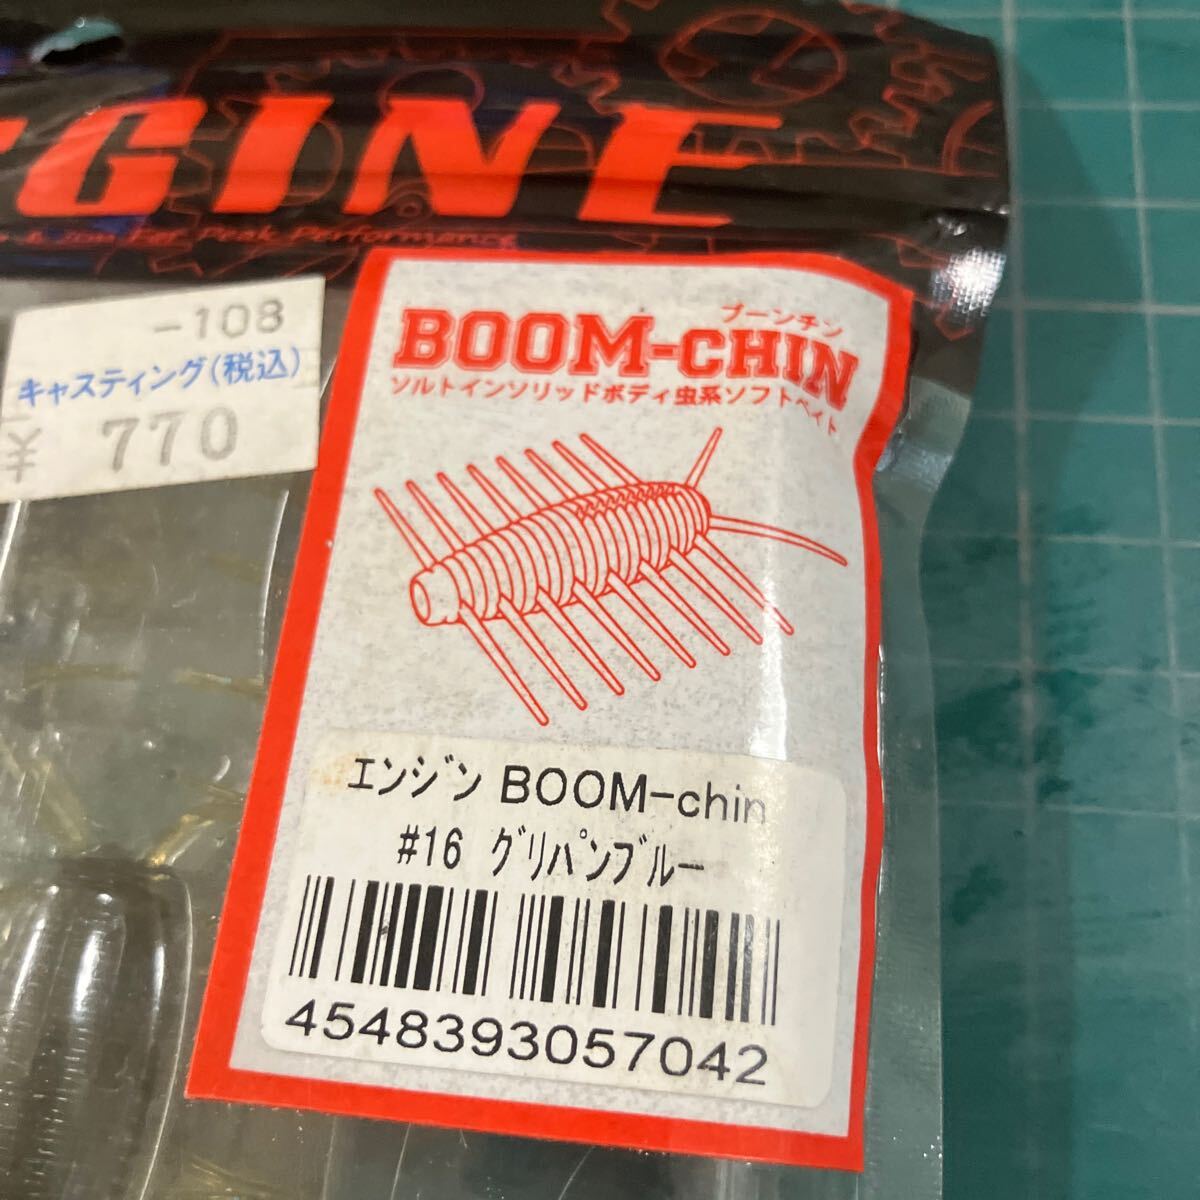 GINE
Peak Performance
-108
キャスティング(税込)
¥ 770
ブーンチン
BOOM-CHIN
ソルトインソリッドボディ虫系ソフトベイト
エンジン BOOM-chin
#16 グリパンブルー
4548393057042